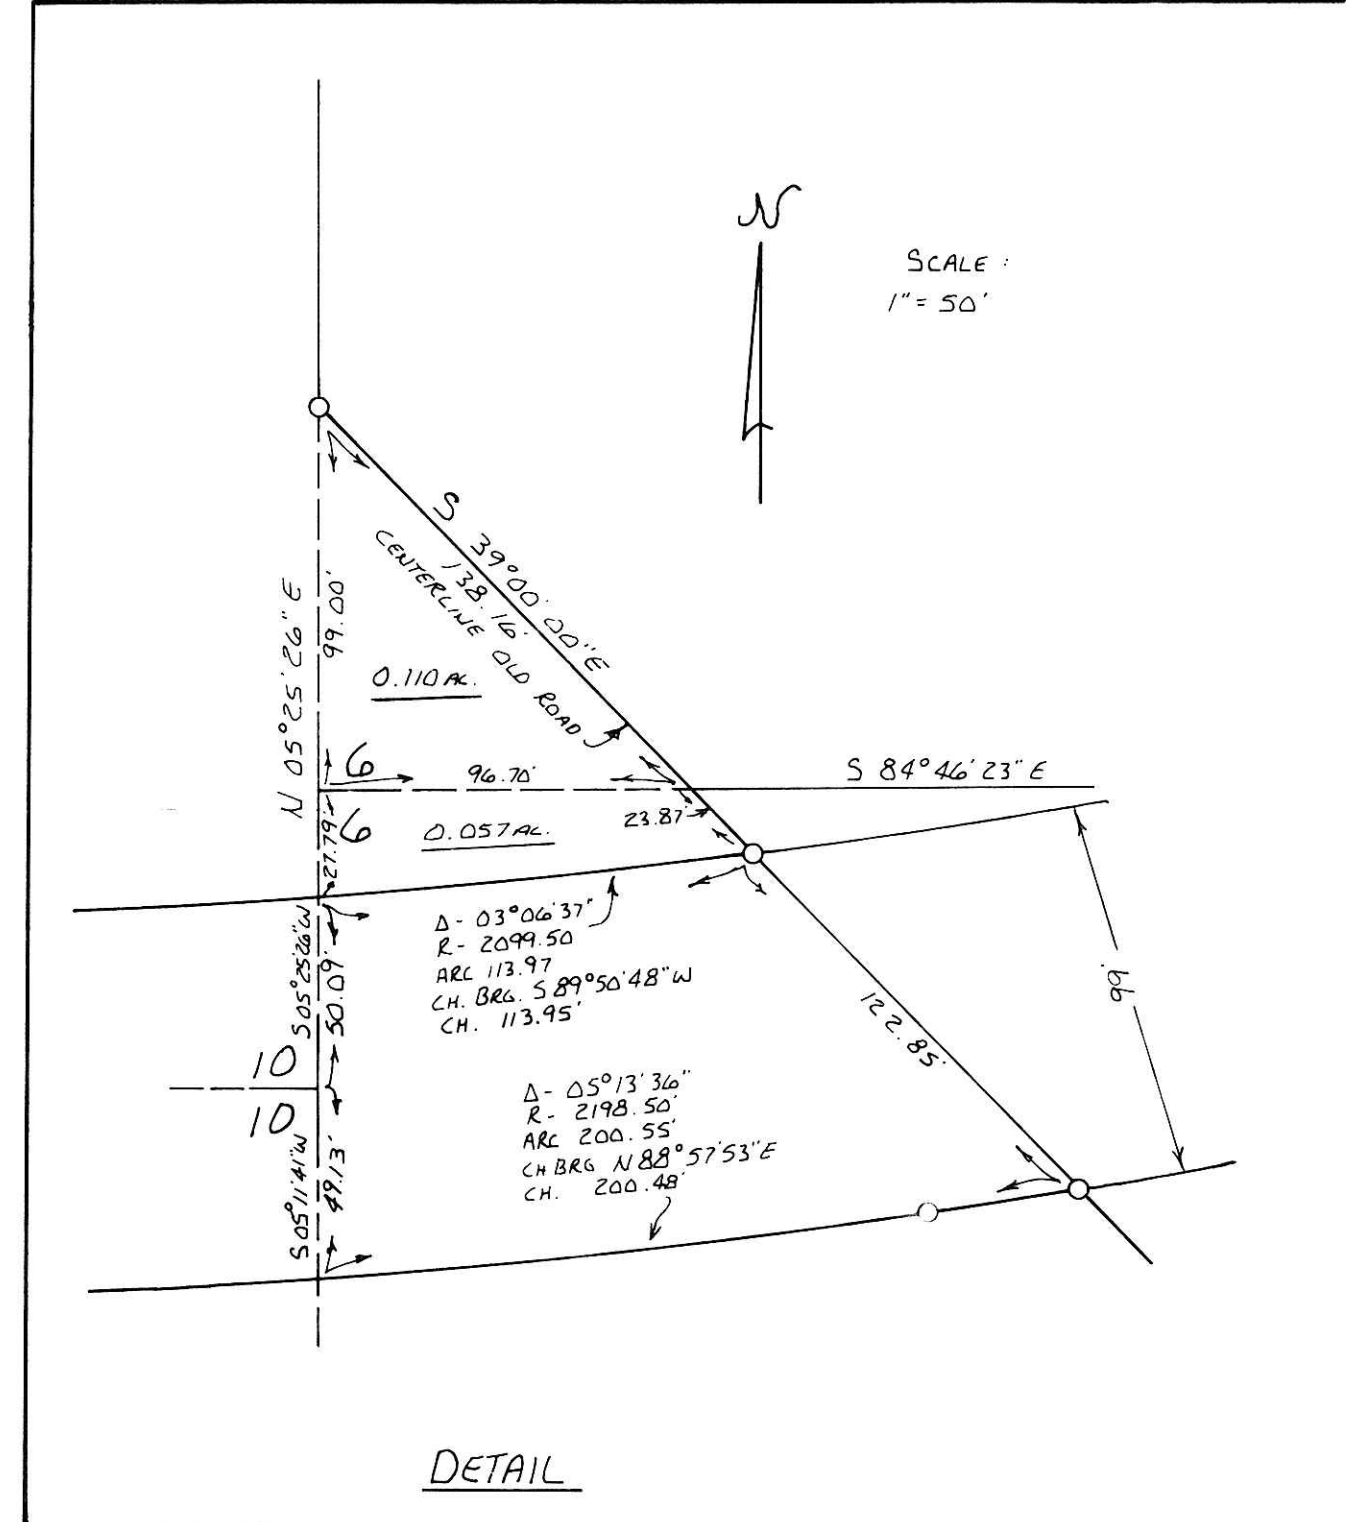 N
SCALE :
1" = 50'
S 39°00'00"E
138.16'
CENTERLINE OLD ROAD
N 05°25'26" E
99.00'
0.110 AC.
6
96.70'
S 84°46'23" E
6
27.79'
0.057 AC.
23.87'
S 05°25'26"W
50.09'
Δ- 03°06'37"
R- 2099.50
ARC 113.97
CH. BRG. S 89°50'48" W
CH. 113.95'
99'
122.85'
10
10
S 05°11'41"W
49.13'
Δ- 05°13'36"
R- 2198.50'
ARC 200.55'
CH BRG N 88°57'53"E
CH. 200.48'
DETAIL